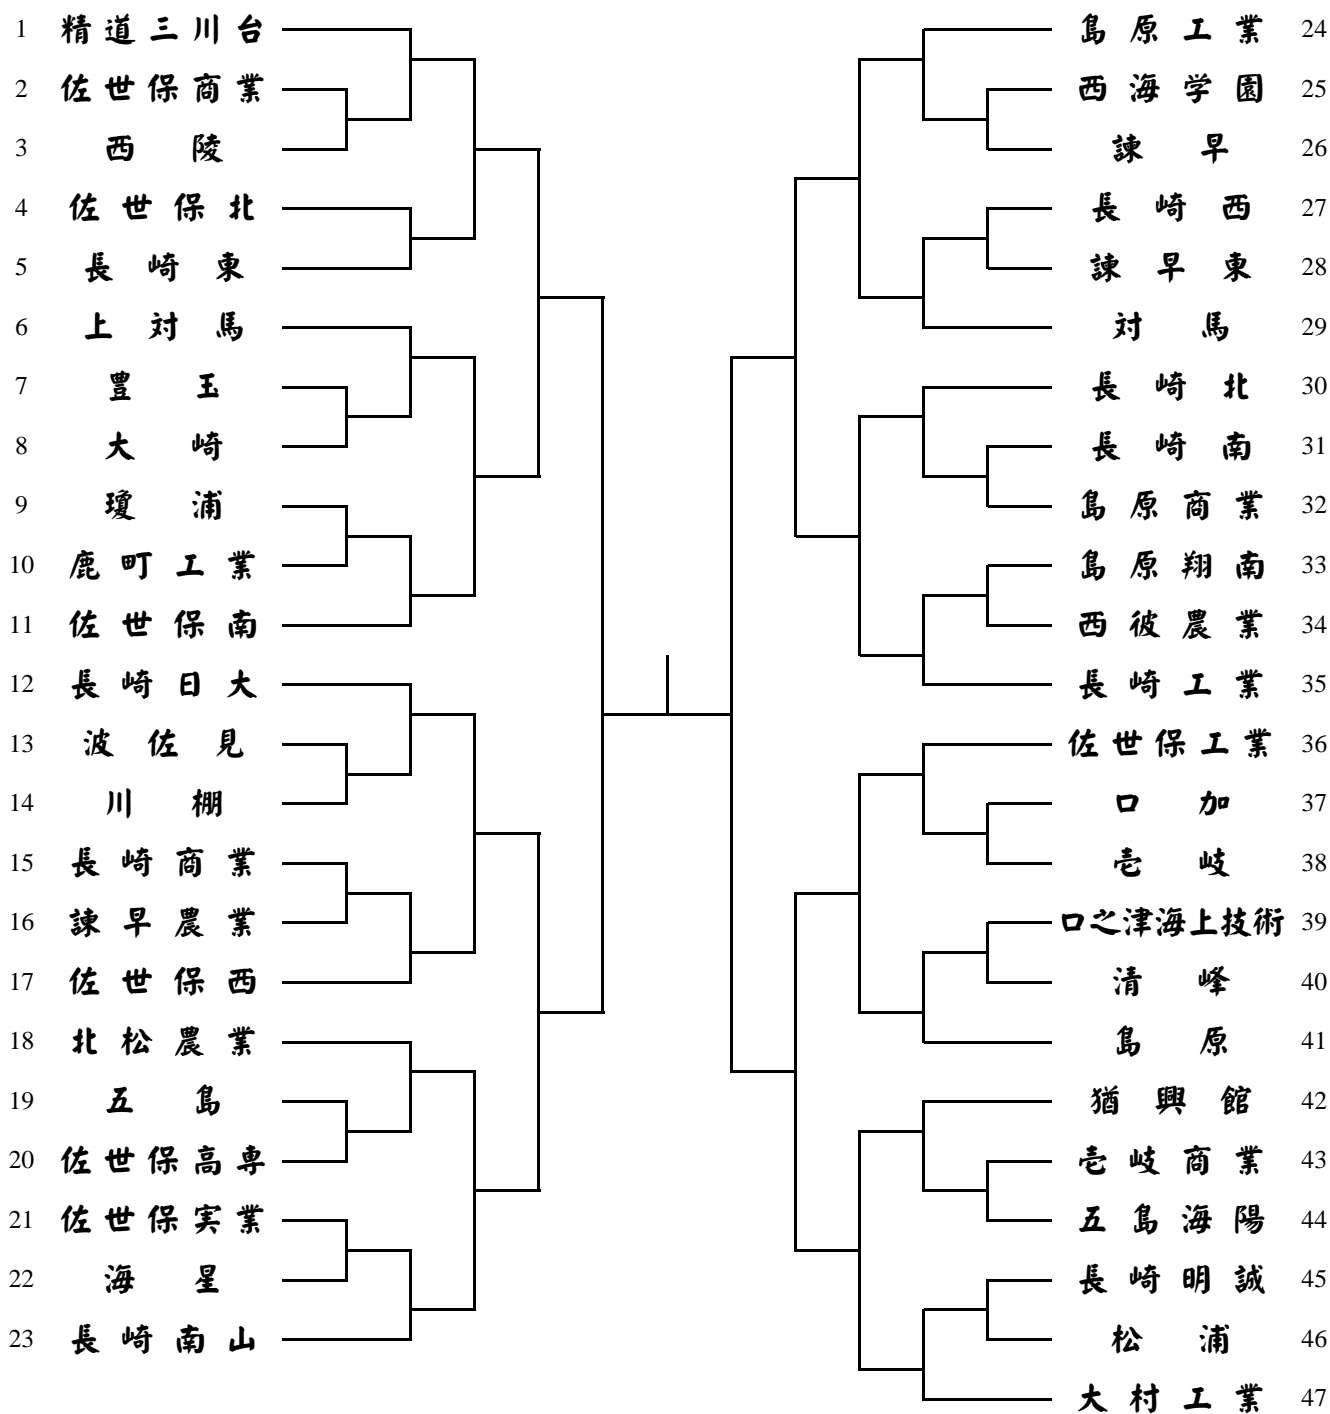 1 精道三川台
2 佐世保商業
3 西陵
4 佐世保北
5 長崎東
6 上対馬
7 豊玉
8 大崎
9 瓊浦
10 鹿町工業
11 佐世保南
12 長崎日大
13 波佐見
14 川棚
15 長崎商業
16 諫早農業
17 佐世保西
18 北松農業
19 五島
20 佐世保高専
21 佐世保実業
22 海星
23 長崎南山
島原工業 24
西海学園 25
諫早 26
長崎西 27
諫早東 28
対馬 29
長崎北 30
長崎南 31
島原商業 32
島原翔南 33
西彼農業 34
長崎工業 35
佐世保工業 36
口加 37
壱岐 38
口之津海上技術 39
清峰 40
島原 41
猶興館 42
壱岐商業 43
五島海陽 44
長崎明誠 45
松浦 46
大村工業 47